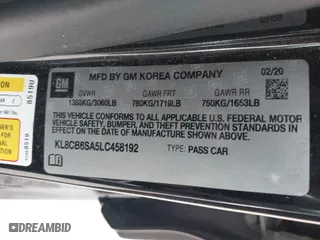 GM
MFD BY GM KOREA COMPANY
02/20
GVWR
GAWR FRT
GAWR RR
1388KG/3060LB
780KG/1719LB
750KG/1653LB
THIS VEHICLE CONFORMS TO ALL APPLICABLE U.S. FEDERAL MOTOR
VEHICLE SAFETY, BUMPER, AND THEFT PREVENTION STANDARDS IN
EFFECT ON THE DATE OF MANUFACTURE SHOWN ABOVE.
KL8CB6SA5LC458192
TYPE: PASS CAR
8519U
DREAMBID